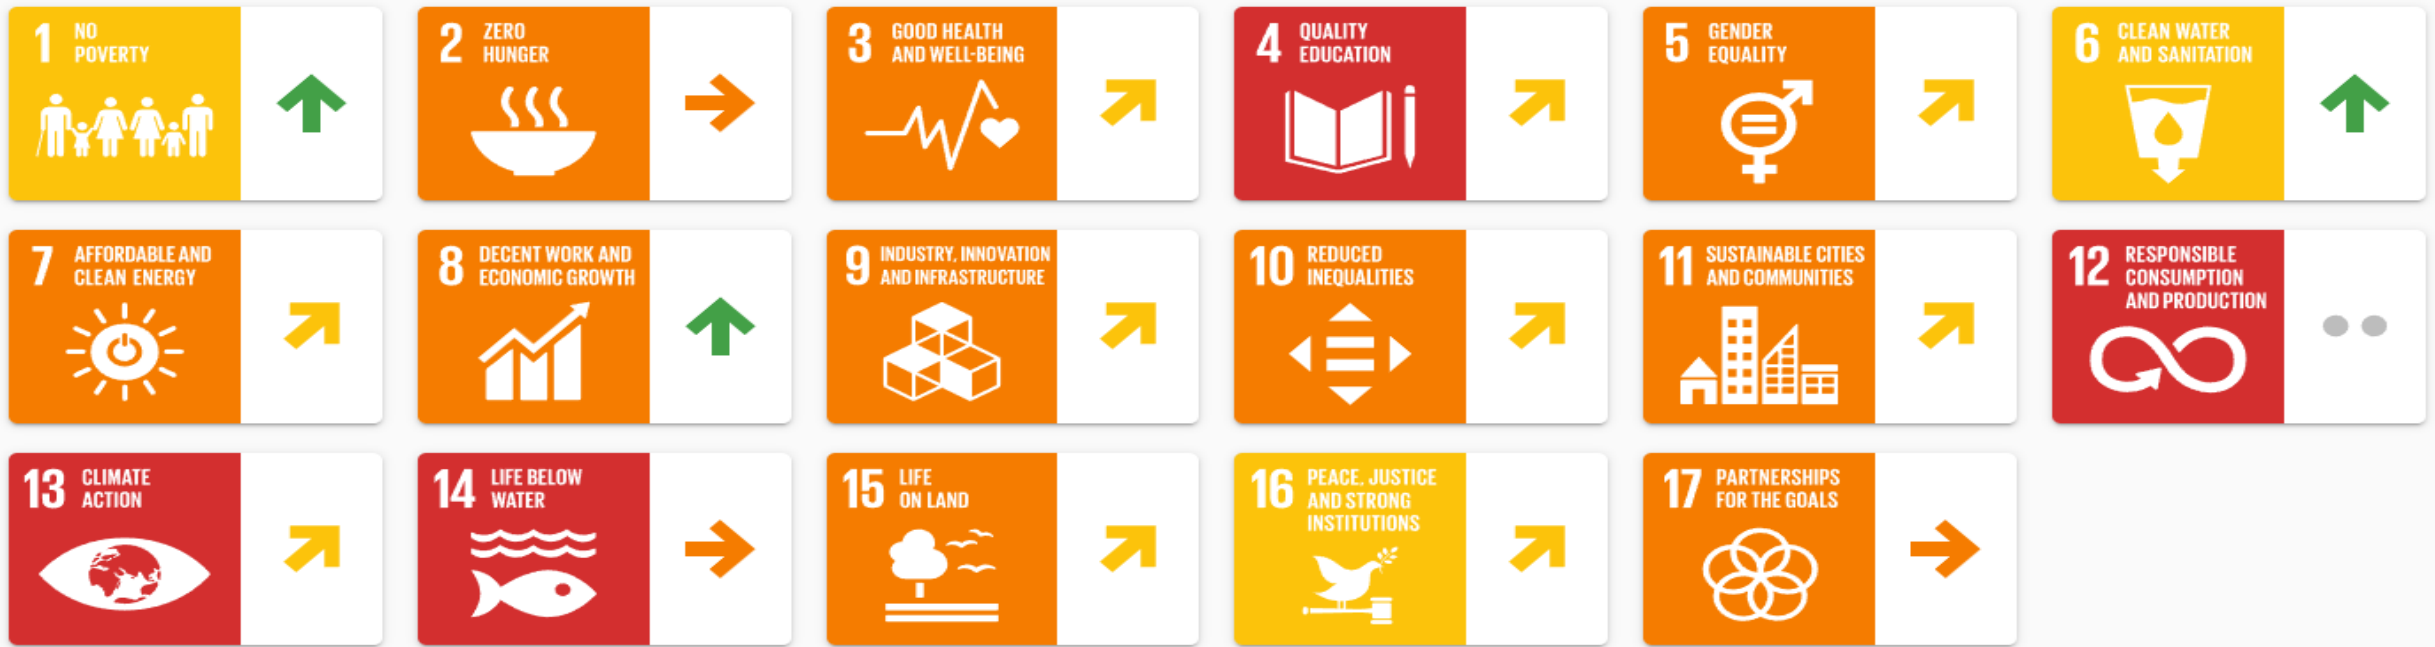 1 NO
POVERTY
2 ZERO
HUNGER
3 GOOD HEALTH
AND WELL-BEING
4 QUALITY
EDUCATION
5 GENDER
EQUALITY
6 CLEAN WATER
AND SANITATION
7 AFFORDABLE AND
CLEAN ENERGY
8 DECENT WORK AND
ECONOMIC GROWTH
9 INDUSTRY, INNOVATION
AND INFRASTRUCTURE
10 REDUCED
INEQUALITIES
11 SUSTAINABLE CITIES
AND COMMUNITIES
12 RESPONSIBLE
CONSUMPTION
AND PRODUCTION
13 CLIMATE
ACTION
14 LIFE BELOW
WATER
15 LIFE
ON LAND
16 PEACE, JUSTICE
AND STRONG
INSTITUTIONS
17 PARTNERSHIPS
FOR THE GOALS